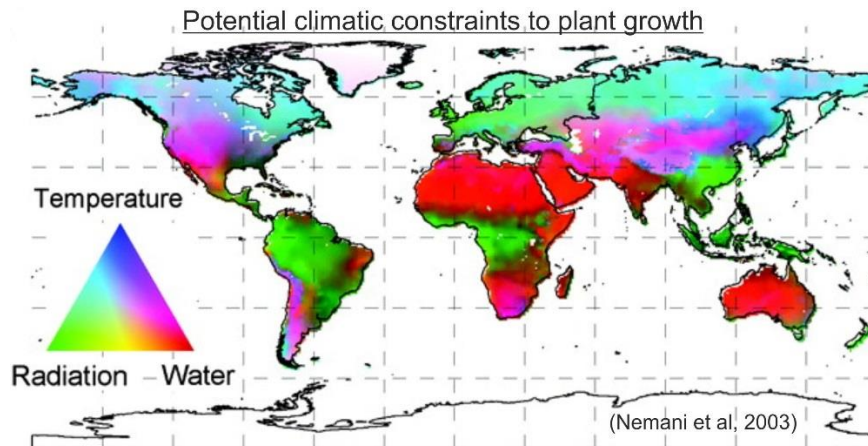 Potential climatic constraints to plant growth
Temperature
Radiation Water
(Nemani et al, 2003)